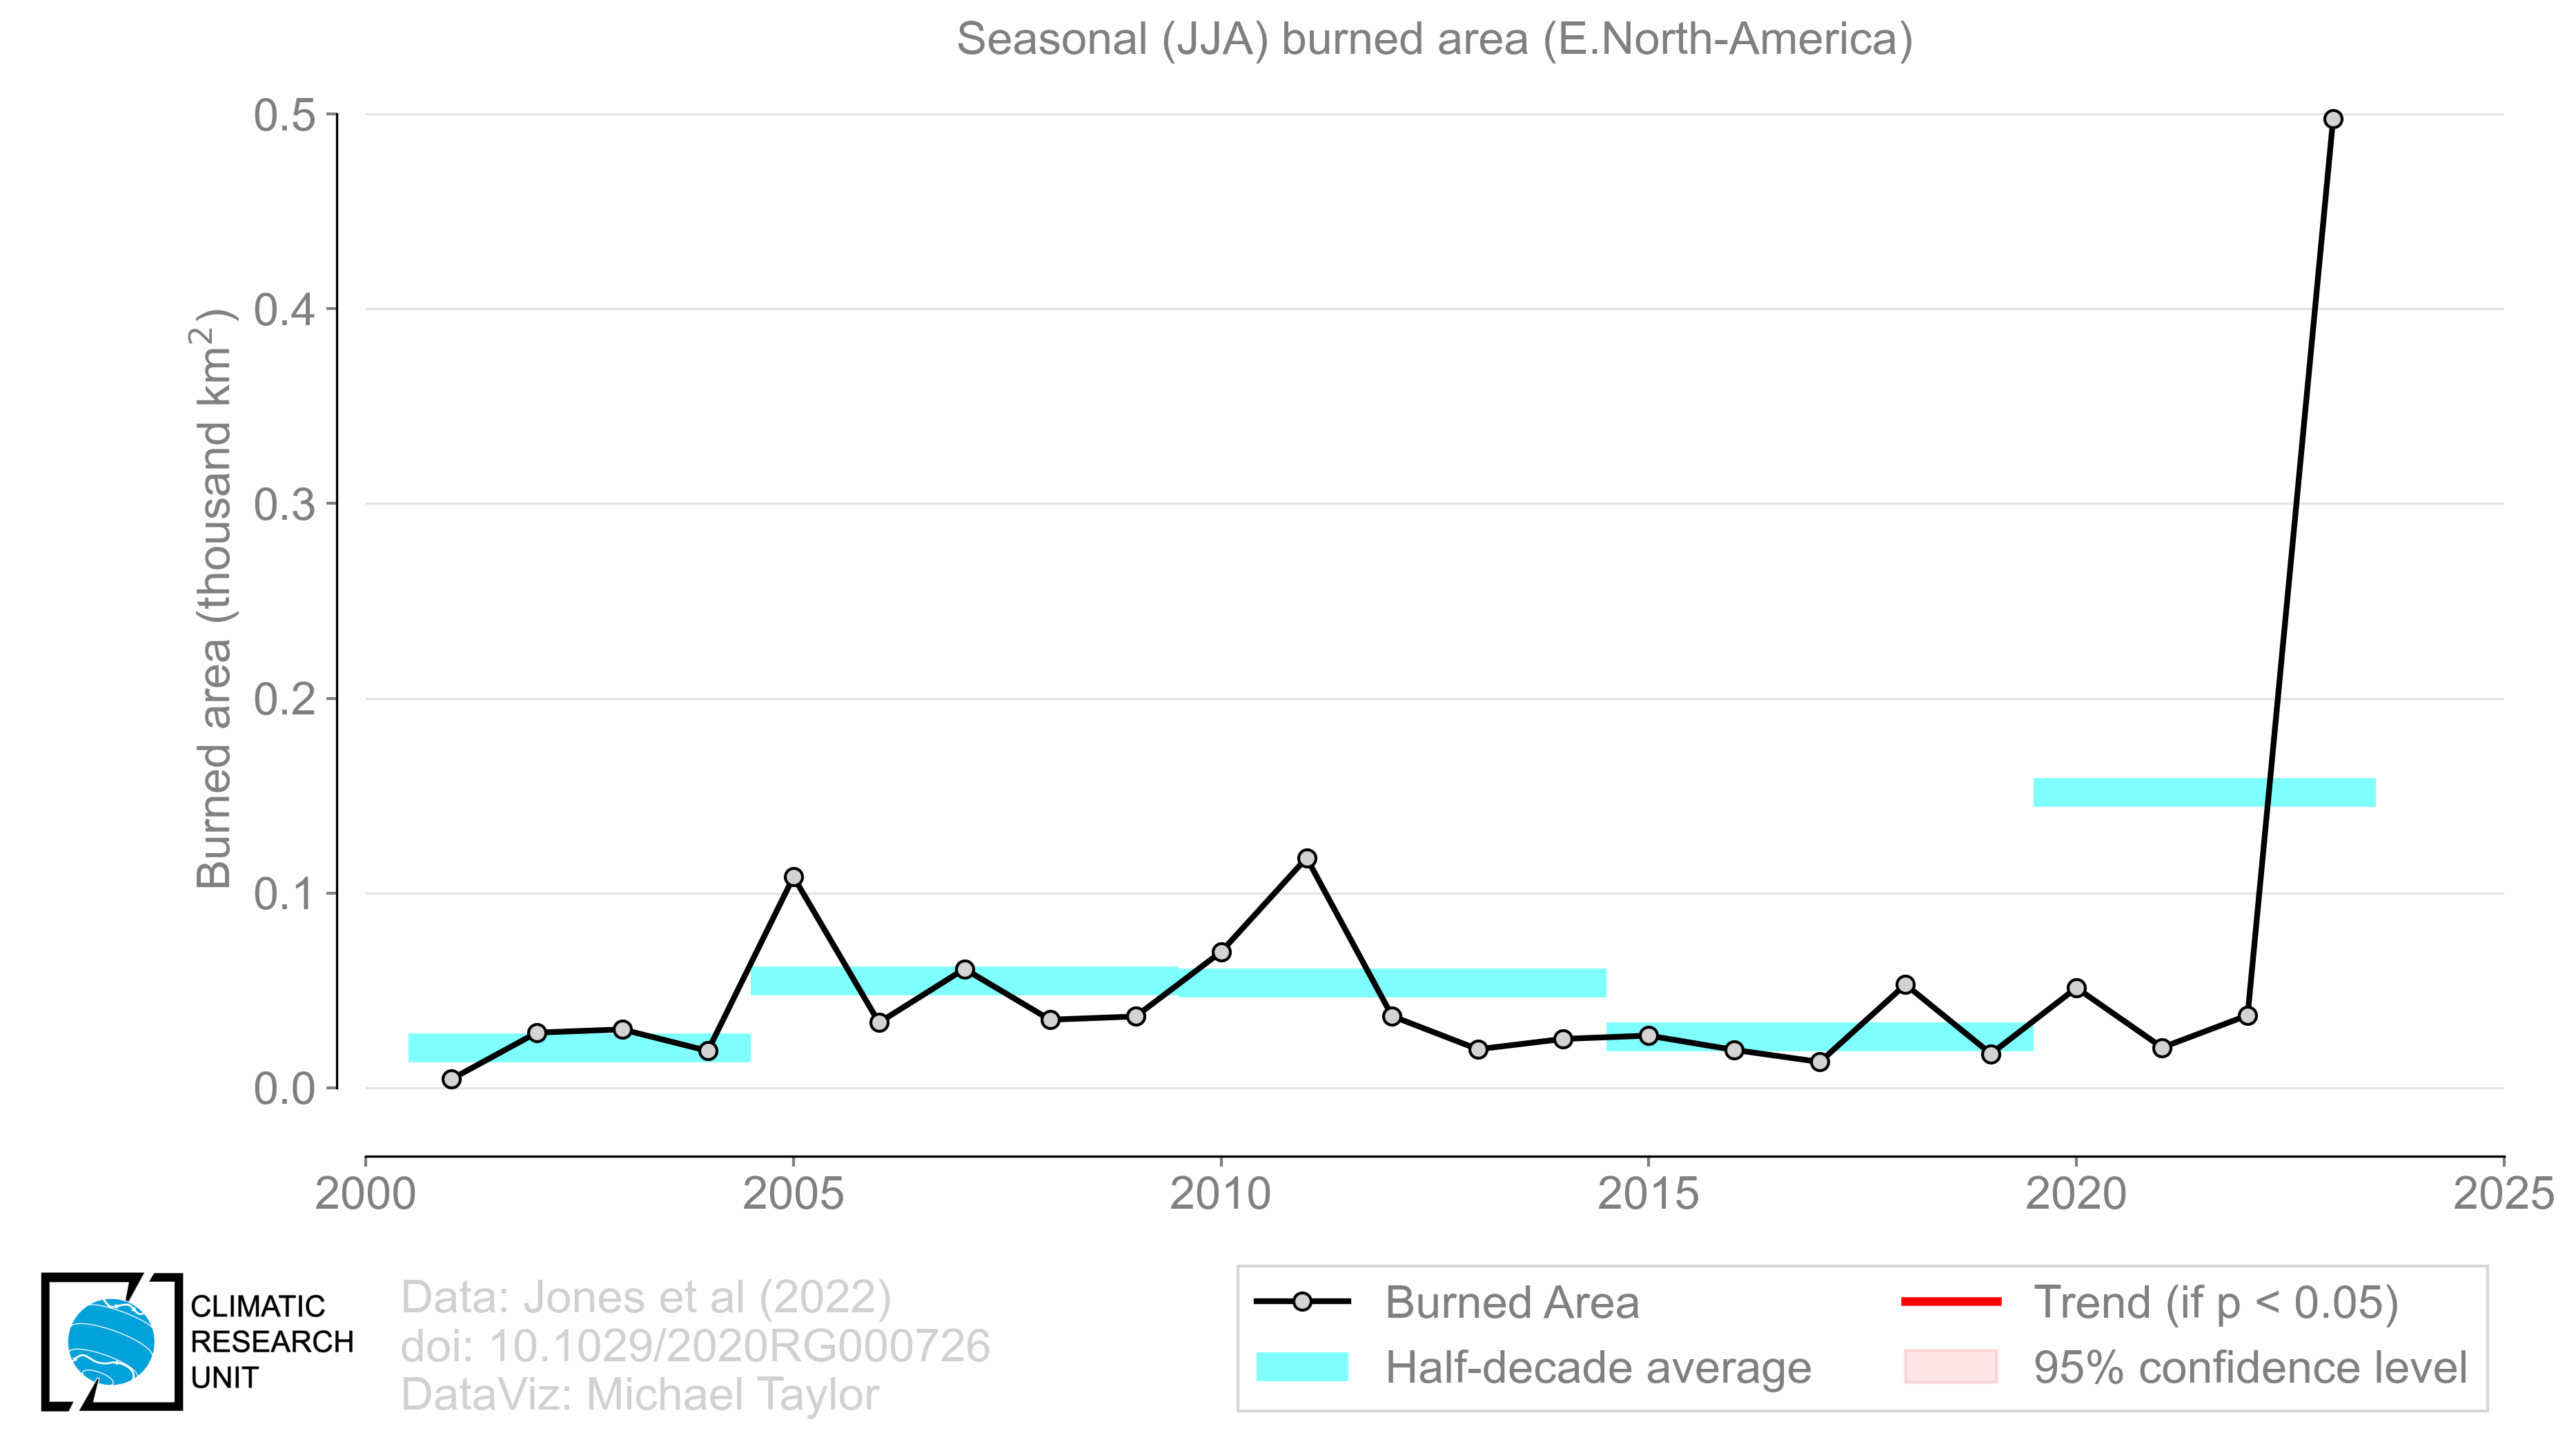 Seasonal (JJA) burned area (E.North-America)
Burned area (thousand km²)
0.5
0.4
0.3
0.2
0.1
0.0
2000 2005 2010 2015 2020 2025
CLIMATIC
RESEARCH
UNIT
Data: Jones et al (2022)
doi: 10.1029/2020RG000726
DataViz: Michael Taylor
Burned Area
Half-decade average
Trend (if p < 0.05)
95% confidence level